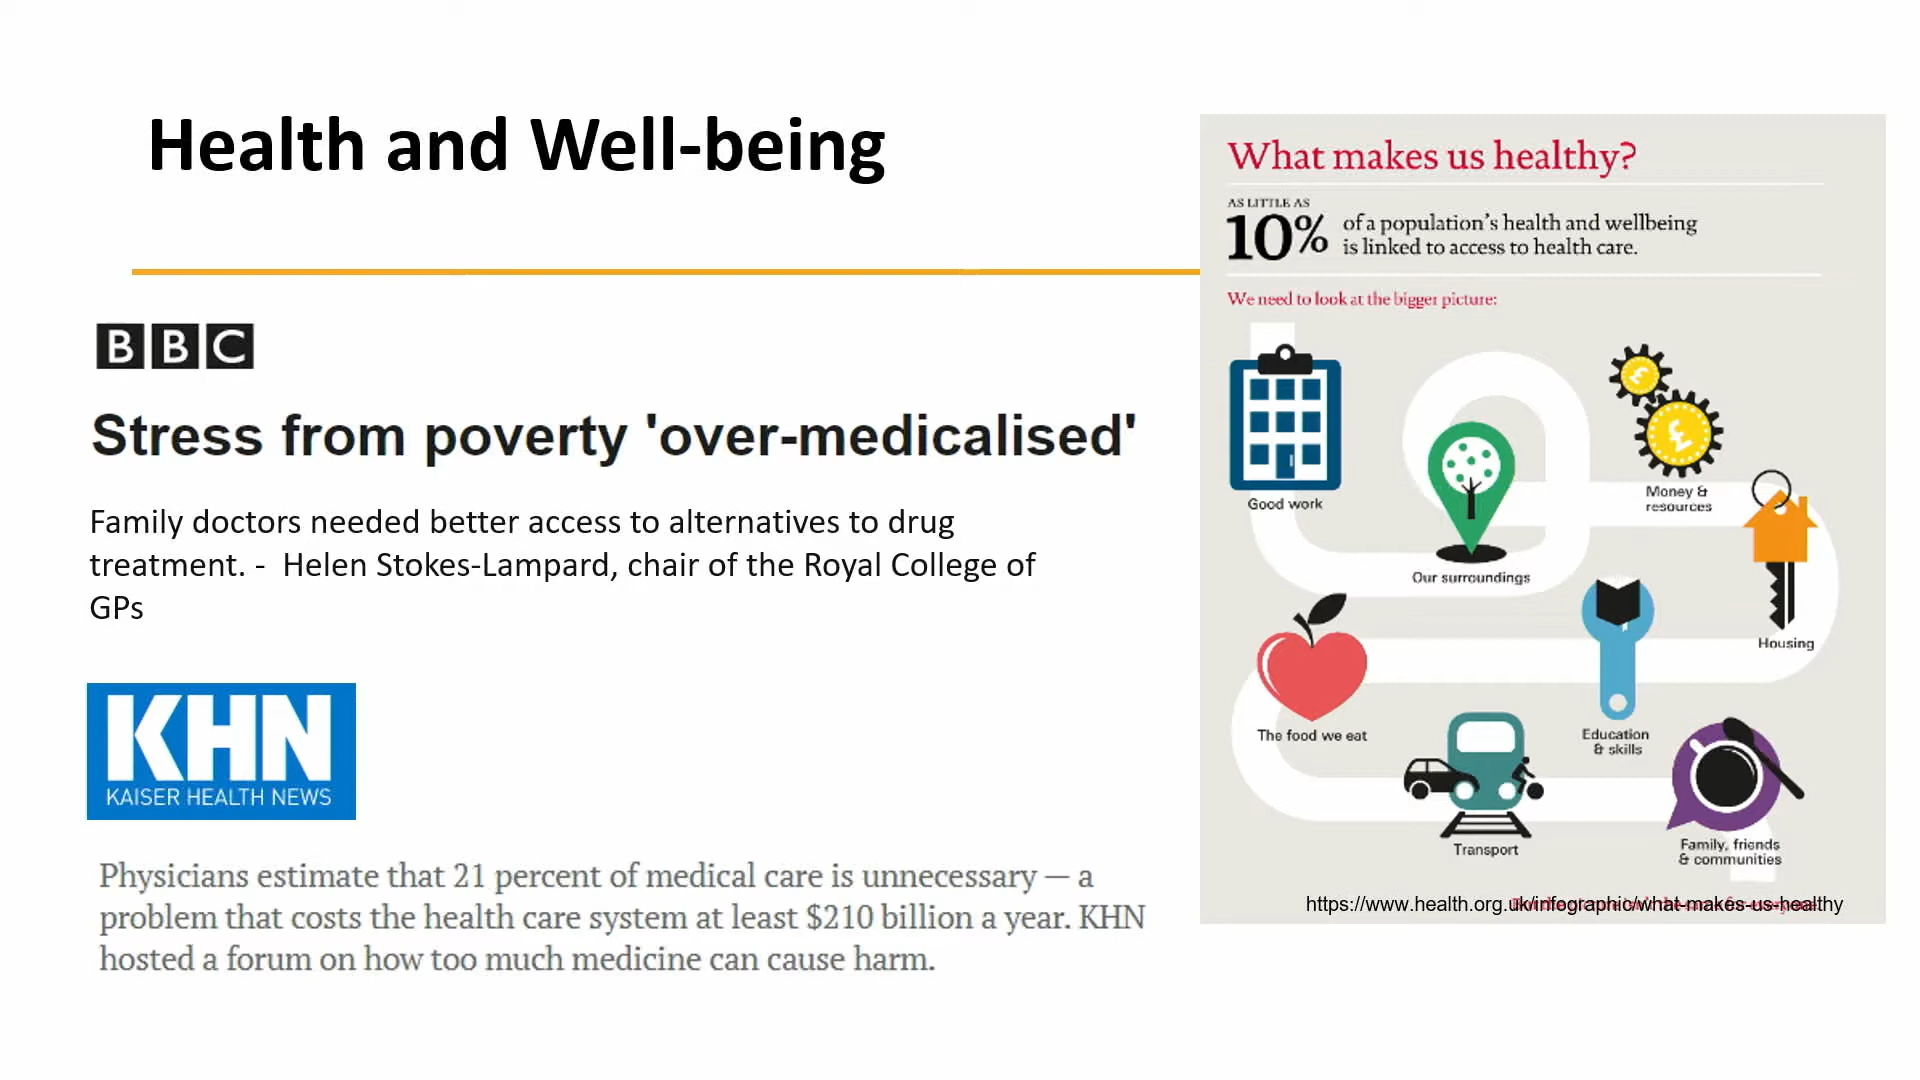 Health and Well-being
BBC
Stress from poverty 'over-medicalised'
Family doctors needed better access to alternatives to drug
treatment. -  Helen Stokes-Lampard, chair of the Royal College of
GPs
KHN
KAISER HEALTH NEWS
Physicians estimate that 21 percent of medical care is unnecessary — a
problem that costs the health care system at least $210 billion a year. KHN
hosted a forum on how too much medicine can cause harm.
What makes us healthy?
AS LITTLE AS
10%
of a population's health and wellbeing
is linked to access to health care.
We need to look at the bigger picture:
Good work
Our surroundings
Money &
resources
Housing
The food we eat
Education
& skills
Transport
Family, friends
& communities
https://www.health.org.uk/infographic/what-makes-us-healthy